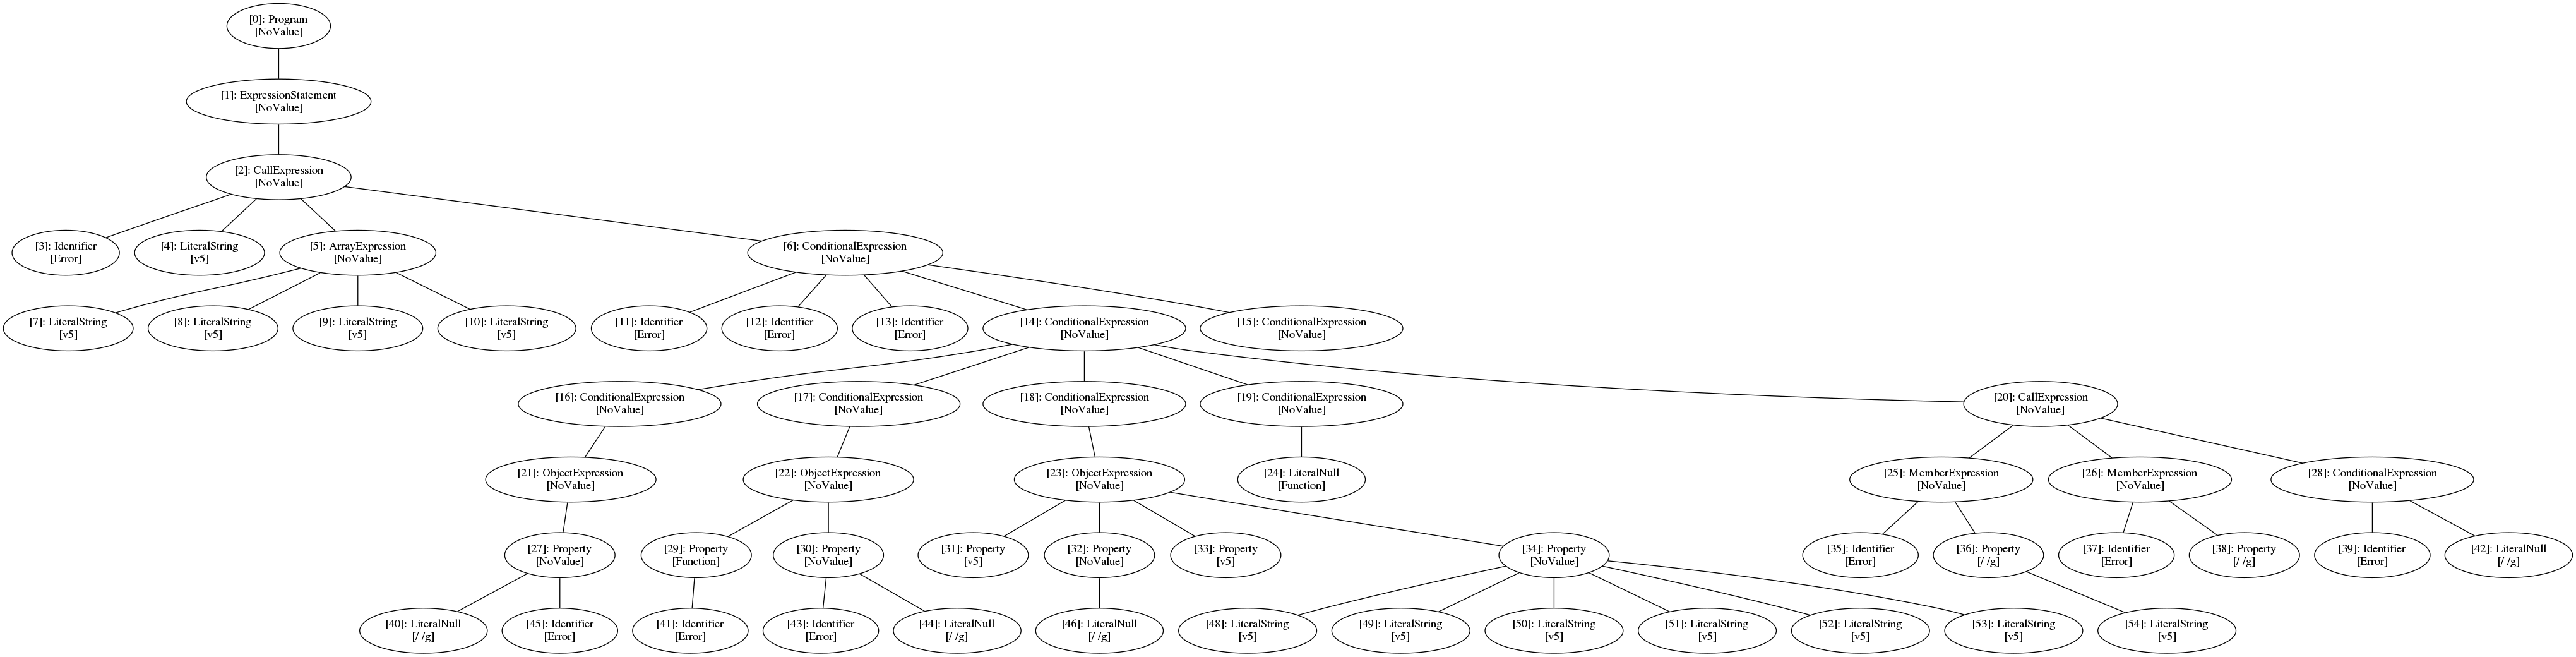 [0]: Program
[NoValue]
[1]: ExpressionStatement
[NoValue]
[2]: CallExpression
[NoValue]
[3]: Identifier
[Error]
[4]: LiteralString
[v5]
[5]: ArrayExpression
[NoValue]
[6]: ConditionalExpression
[NoValue]
[7]: LiteralString
[v5]
[8]: LiteralString
[v5]
[9]: LiteralString
[v5]
[10]: LiteralString
[v5]
[11]: Identifier
[Error]
[12]: Identifier
[Error]
[13]: Identifier
[Error]
[14]: ConditionalExpression
[NoValue]
[15]: ConditionalExpression
[NoValue]
[16]: ConditionalExpression
[NoValue]
[17]: ConditionalExpression
[NoValue]
[18]: ConditionalExpression
[NoValue]
[19]: ConditionalExpression
[NoValue]
[20]: CallExpression
[NoValue]
[21]: ObjectExpression
[NoValue]
[22]: ObjectExpression
[NoValue]
[23]: ObjectExpression
[NoValue]
[24]: LiteralNull
[Function]
[25]: MemberExpression
[NoValue]
[26]: MemberExpression
[NoValue]
[28]: ConditionalExpression
[NoValue]
[27]: Property
[NoValue]
[29]: Property
[Function]
[30]: Property
[NoValue]
[31]: Property
[v5]
[32]: Property
[NoValue]
[33]: Property
[v5]
[34]: Property
[NoValue]
[35]: Identifier
[Error]
[36]: Property
[/ /g]
[37]: Identifier
[Error]
[38]: Property
[/ /g]
[39]: Identifier
[Error]
[42]: LiteralNull
[/ /g]
[40]: LiteralNull
[/ /g]
[45]: Identifier
[Error]
[41]: Identifier
[Error]
[43]: Identifier
[Error]
[44]: LiteralNull
[/ /g]
[46]: LiteralNull
[/ /g]
[48]: LiteralString
[v5]
[49]: LiteralString
[v5]
[50]: LiteralString
[v5]
[51]: LiteralString
[v5]
[52]: LiteralString
[v5]
[53]: LiteralString
[v5]
[54]: LiteralString
[v5]